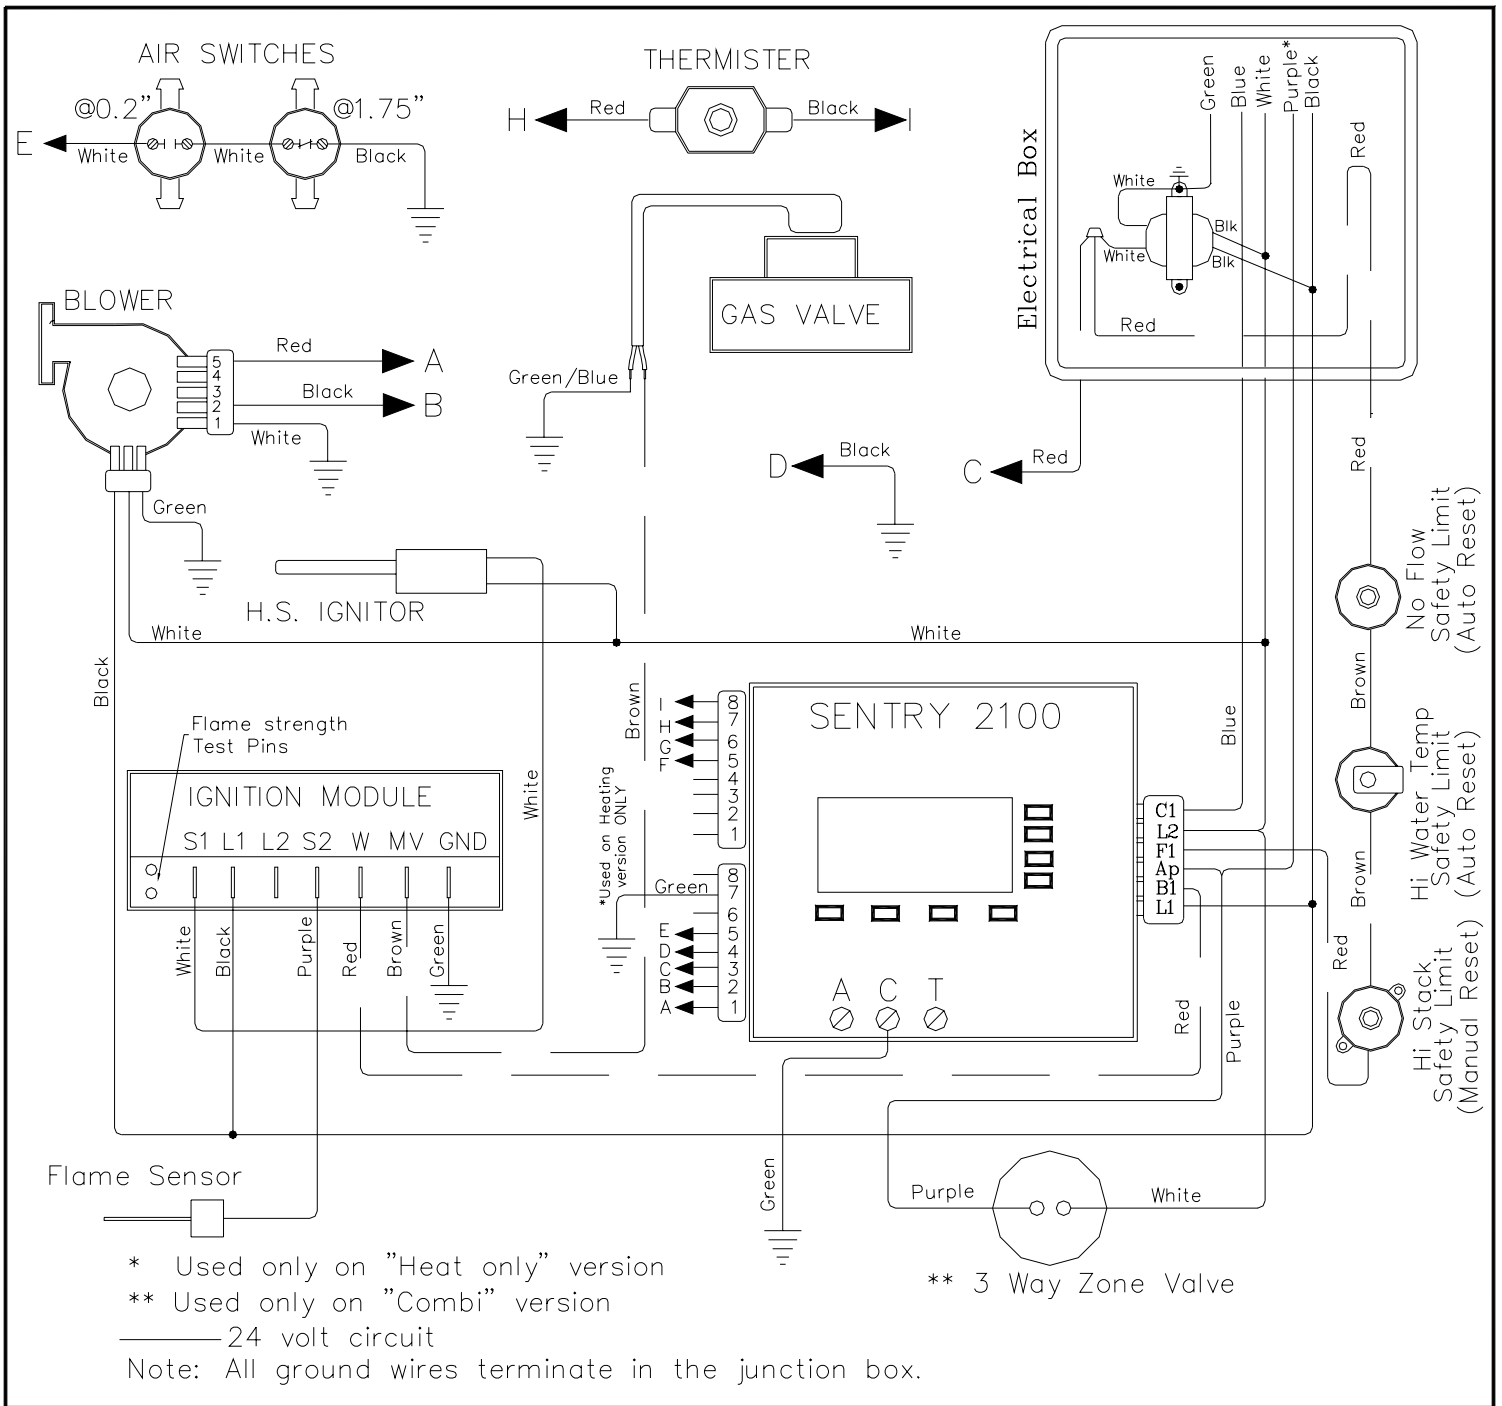 AIR SWITCHES
@0.2"
@1.75"
E
White
White
Black
THERMISTER
H
Red
Black
I
Electrical Box
Green
Blue
White
Purple*
Black
Red
White
White
Blk
Blk
Red
BLOWER
5
4
3
2
1
Red
A
Black
B
White
Green
GAS VALVE
Green/Blue
D
Black
C
Red
Red
No Flow
Safety Limit
(Auto Reset)
H.S. IGNITOR
White
White
Black
Brown
Brown
Blue
Hi Water Temp
Safety Limit
(Auto Reset)
Flame strength
Test Pins
IGNITION MODULE
S1 L1 L2 S2 W MV GND
White
Black
Purple
Red
Brown
Green
White
*Used on Heating
version ONLY
SENTRY 2100
I
H
G
F
8
7
6
5
4
3
2
1
Green
E
D
C
B
A
8
7
6
5
4
3
2
1
A C T
C1
L2
F1
Ap
B1
L1
Brown
Red
Red
Purple
Hi Stack
Safety Limit
(Manual Reset)
Green
Purple
White
** 3 Way Zone Valve
Flame Sensor
* Used only on "Heat only" version
** Used only on "Combi" version
24 volt circuit
Note: All ground wires terminate in the junction box.